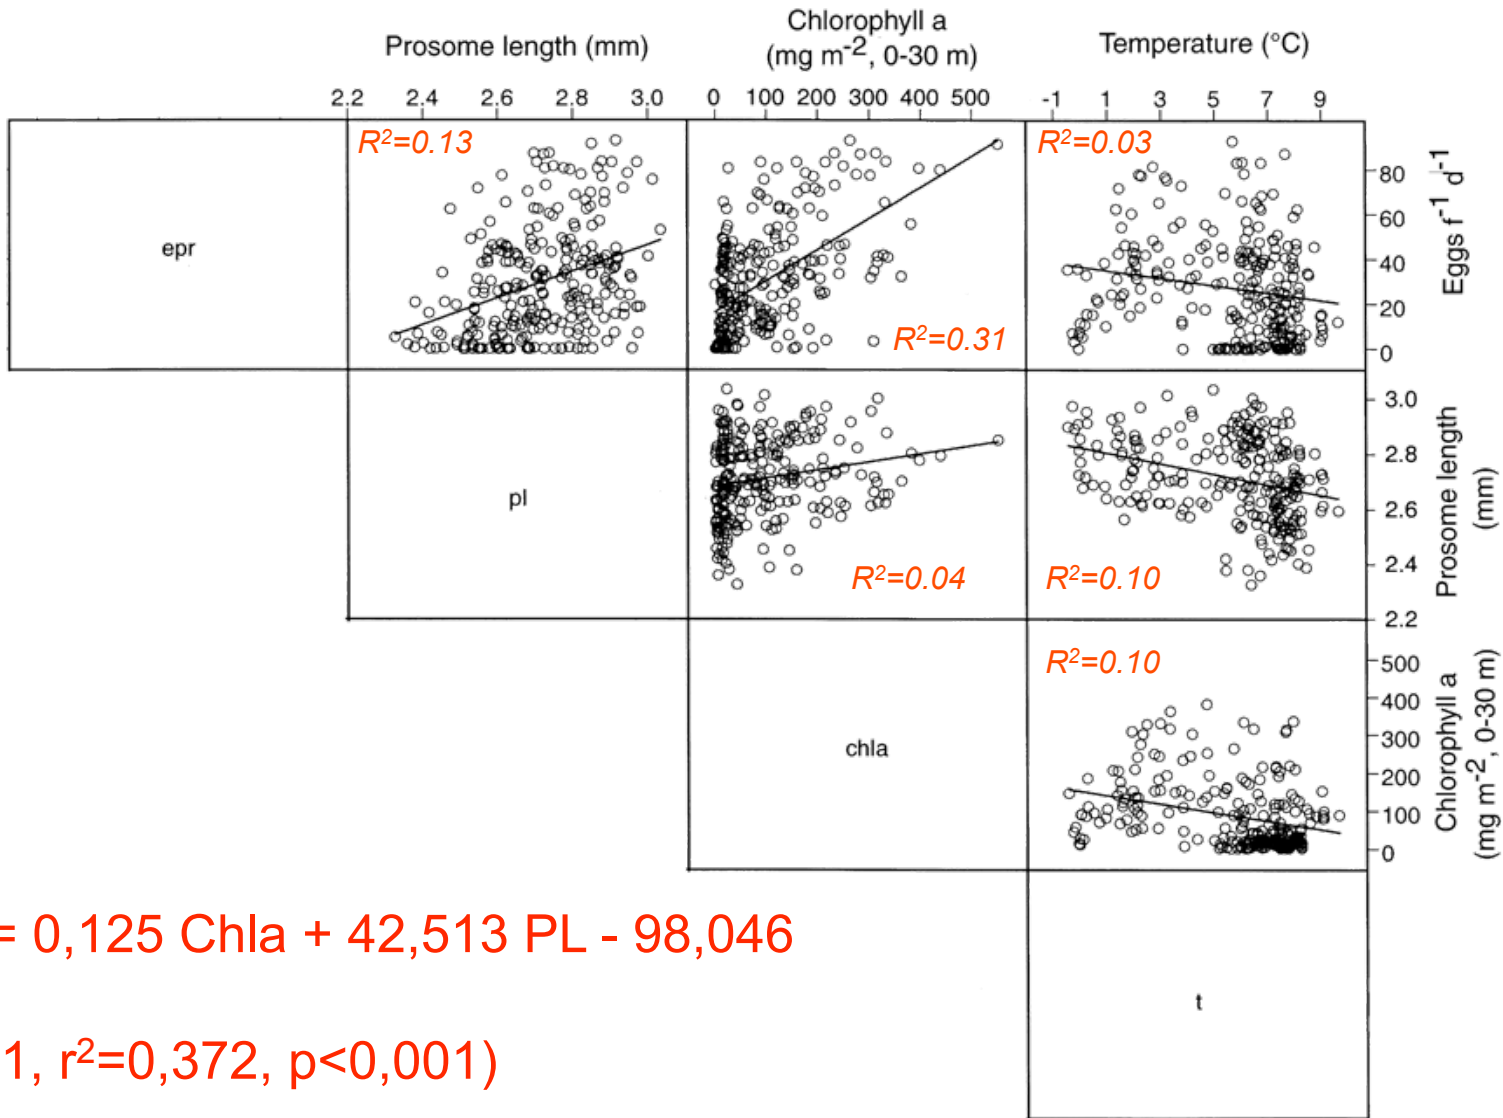 Prosome length (mm)
Chlorophyll a
(mg m-2, 0-30 m)
Temperature (°C)
2.2 2.4 2.6 2.8 3.0
0 100 200 300 400 500
-1 1 3 5 7 9
epr
R²=0.13
R²=0.31
R²=0.03
80
60
40
20
0
Eggs f-1 d-1
pl
R²=0.04
R²=0.10
3.0
2.8
2.6
2.4
2.2
Prosome length
(mm)
chla
R²=0.10
500
400
300
200
100
0
Chlorophyll a
(mg m-2, 0-30 m)
t
= 0,125 Chla + 42,513 PL - 98,046
1, r²=0,372, p<0,001)